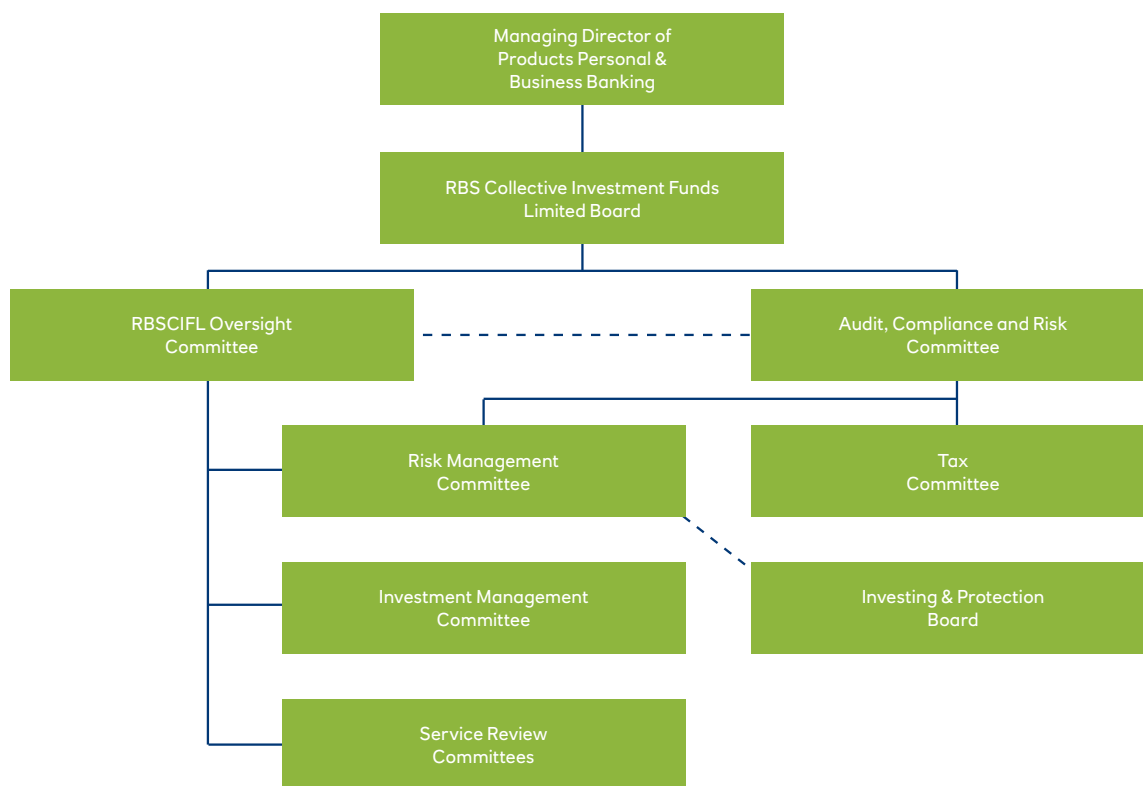 Managing Director of
Products Personal &
Business Banking
RBS Collective Investment Funds
Limited Board
RBSCIFL Oversight
Committee
Audit, Compliance and Risk
Committee
Risk Management
Committee
Tax
Committee
Investment Management
Committee
Investing & Protection
Board
Service Review
Committees